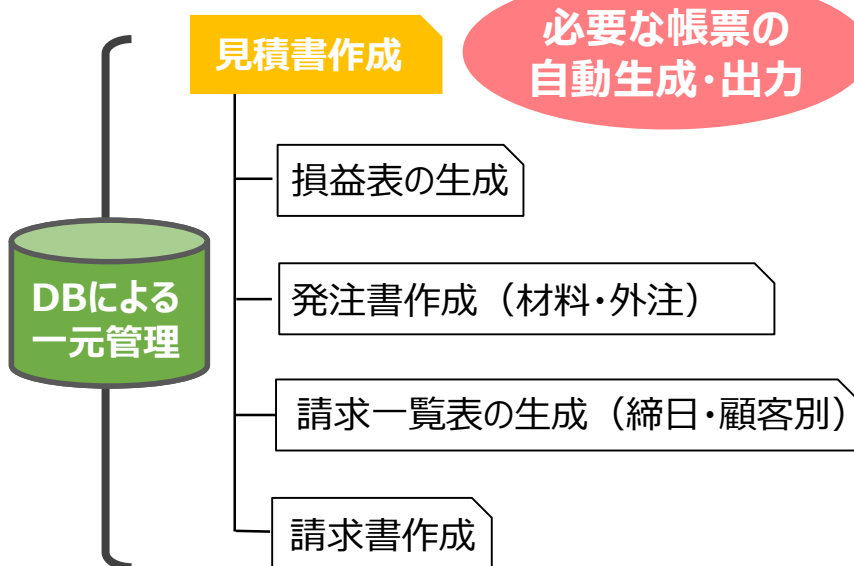 見積書作成
必要な帳票の
自動生成・出力
損益表の生成
DBによる
一元管理
発注書作成（材料・外注）
請求一覧表の生成（締日・顧客別）
請求書作成